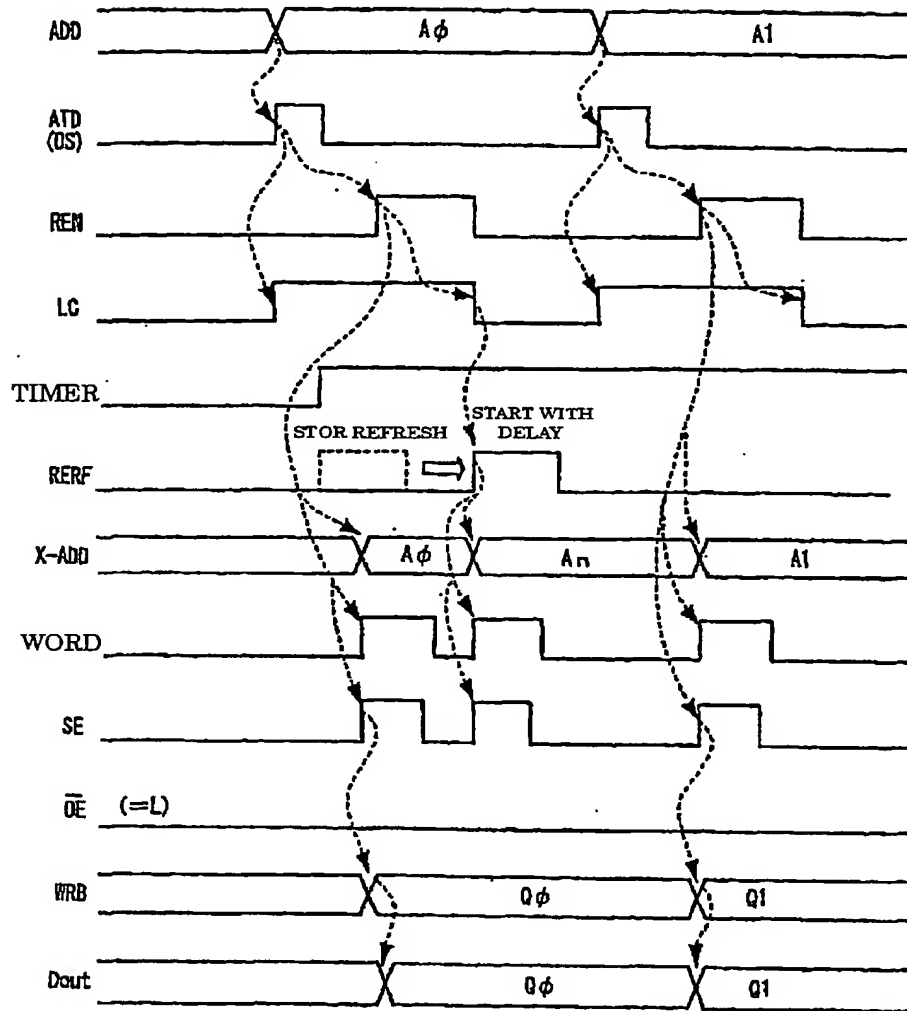 ADD Aϕ A1
ATD
(OS)
REN
LC
TIMER
STOR REFRESH
START WITH
DELAY
RERF
X-ADD Aϕ An A1
WORD
SE
OE (=L)
WRB Qϕ Q1
Dout Qϕ Q1